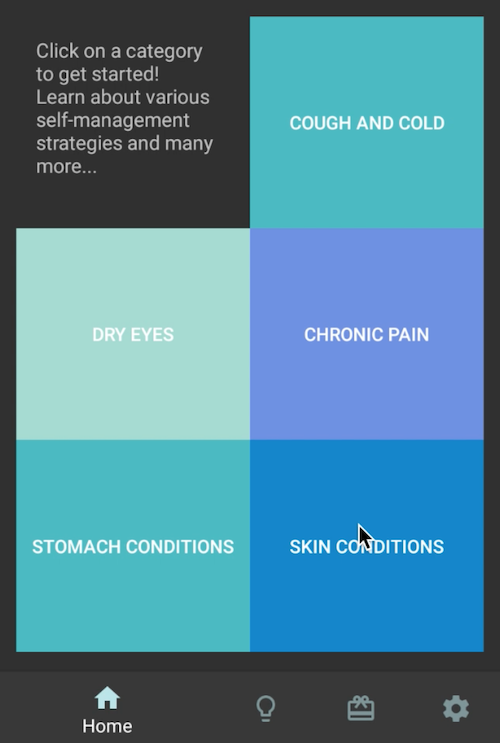 Click on a category
to get started!
Learn about various
self-management
strategies and many
more...
COUGH AND COLD
DRY EYES
CHRONIC PAIN
STOMACH CONDITIONS
SKIN CONDITIONS
Home